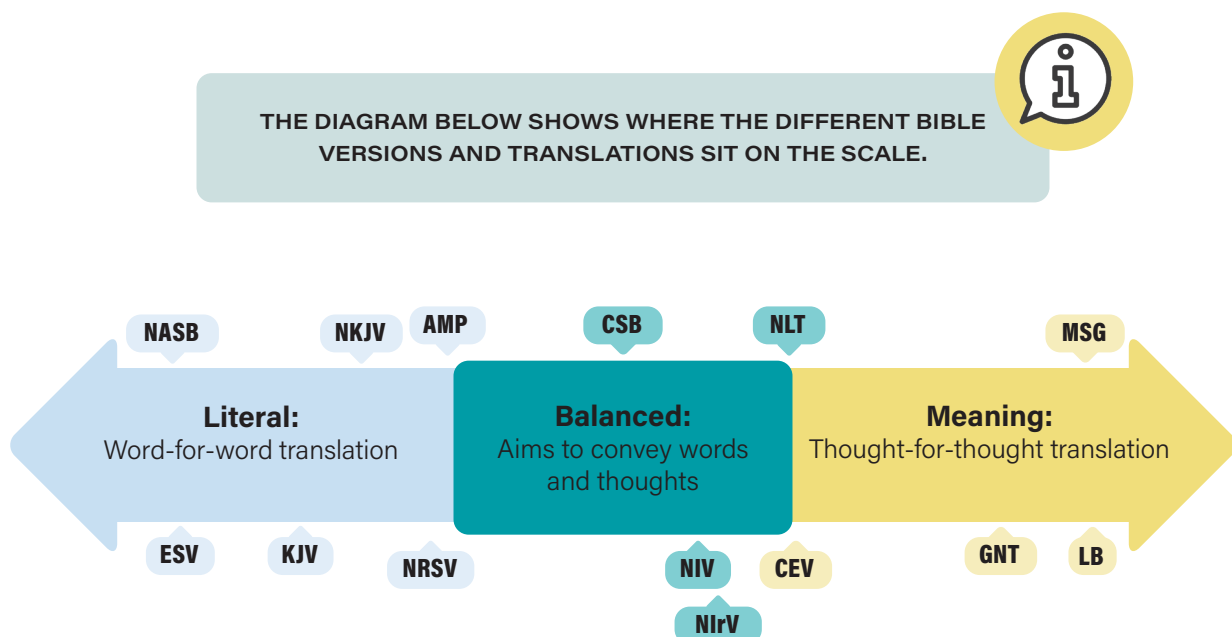 THE DIAGRAM BELOW SHOWS WHERE THE DIFFERENT BIBLE
VERSIONS AND TRANSLATIONS SIT ON THE SCALE.
NASB
NKJV
AMP
CSB
NLT
MSG
Literal:
Word-for-word translation
Balanced:
Aims to convey words
and thoughts
Meaning:
Thought-for-thought translation
ESV
KJV
NRSV
NIV
NIrV
CEV
GNT
LB